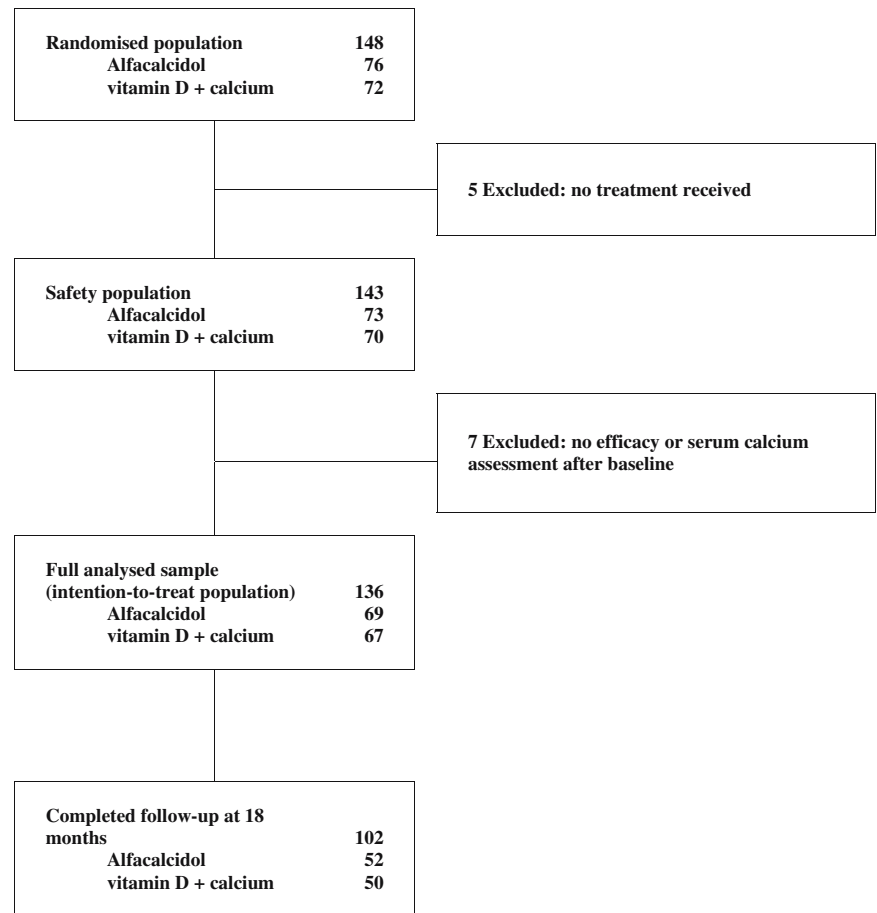 Randomised population 148
Alfacalcidol 76
vitamin D + calcium 72
5 Excluded: no treatment received
Safety population 143
Alfacalcidol 73
vitamin D + calcium 70
7 Excluded: no efficacy or serum calcium
assessment after baseline
Full analysed sample
(intention-to-treat population) 136
Alfacalcidol 69
vitamin D + calcium 67
Completed follow-up at 18
months 102
Alfacalcidol 52
vitamin D + calcium 50